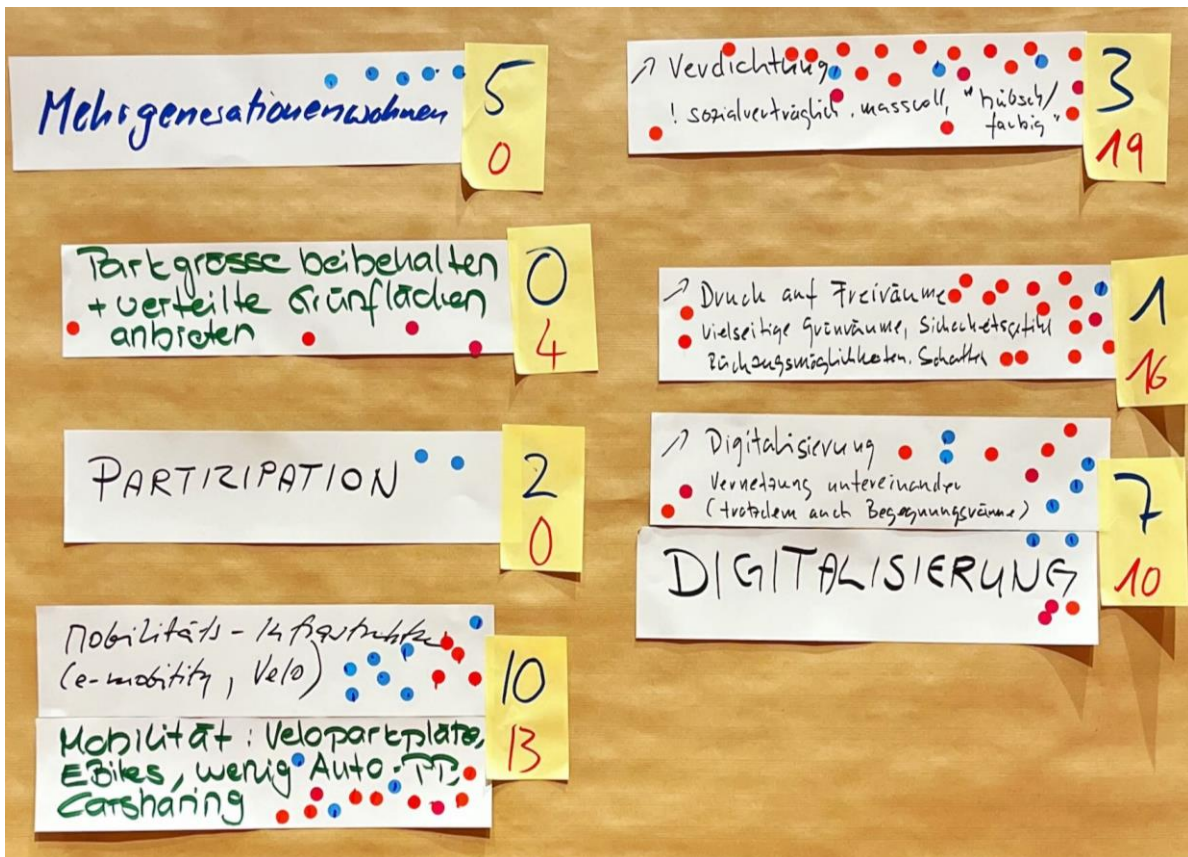 Mehrgenerationenwohnen
5
0
Parkgrösse beibehalten
+ verteilte Grünflächen
anbieten
0
4
PARTIZIPATION
2
0
Mobilitäts-Infrastruktur
(e-mobility, Velo)
Mobilität: Veloparkplätze,
EBikes, wenig Auto-PP,
Carsharing
10
13
↗ Verdichtung
! sozialverträglich. massvoll, "hübsch/
farbig"
3
19
↗ Druck auf Freiräume
vielseitige Grünräume, Sicherheitsgefühl
Rückzugsmöglichkeiten. Schatten
1
16
↗ Digitalisierung
Vernetzung untereinander
(trotzdem auch Begegnungsräume)
DIGITALISIERUNG
7
10